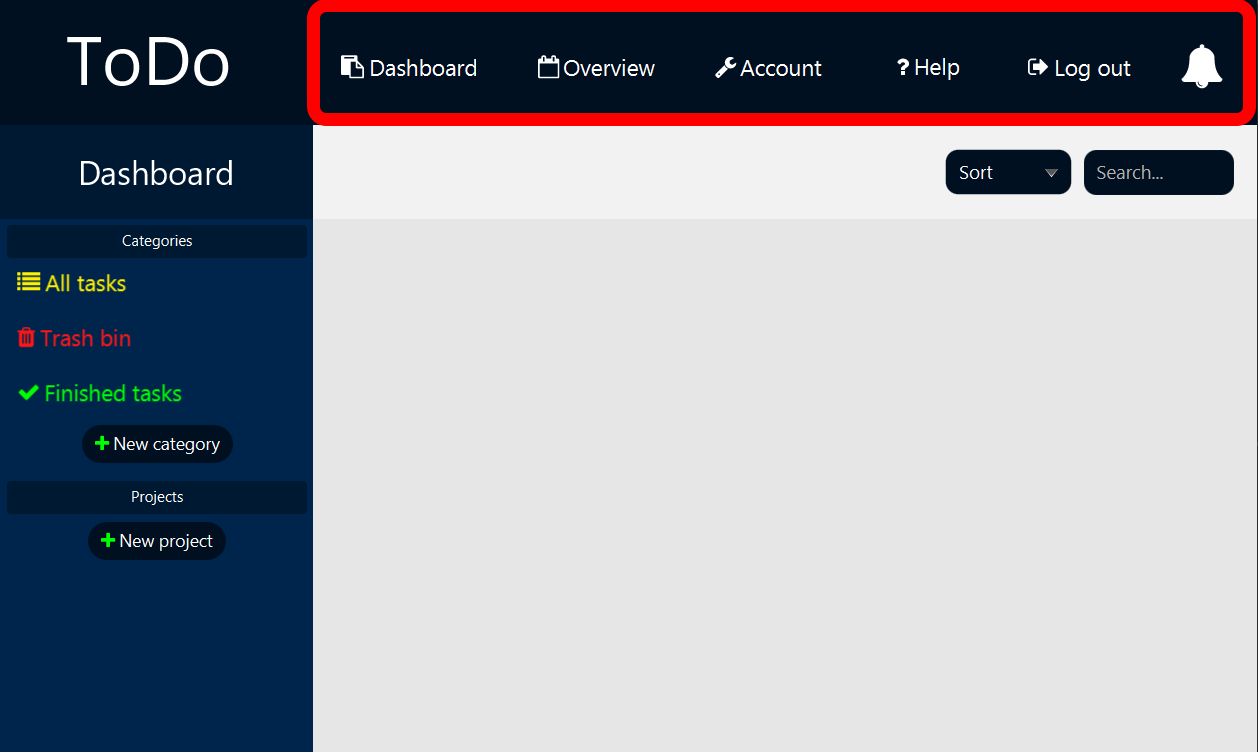 ToDo
Dashboard
Overview
Account
? Help
Log out
Dashboard
Sort
Search...
Categories
All tasks
Trash bin
Finished tasks
+ New category
Projects
+ New project